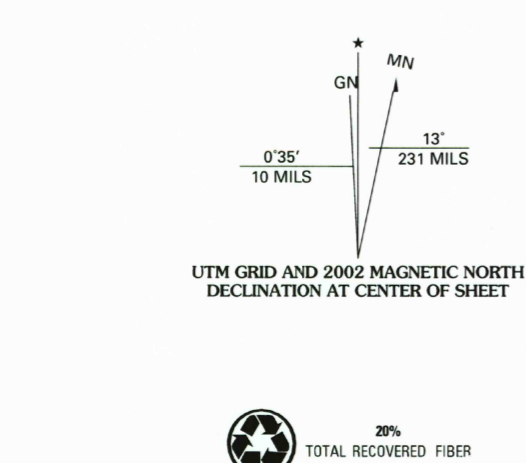 ★
MN
GN
13°
231 MILS
0°35′
10 MILS
UTM GRID AND 2002 MAGNETIC NORTH
DECLINATION AT CENTER OF SHEET
20%
TOTAL RECOVERED FIBER